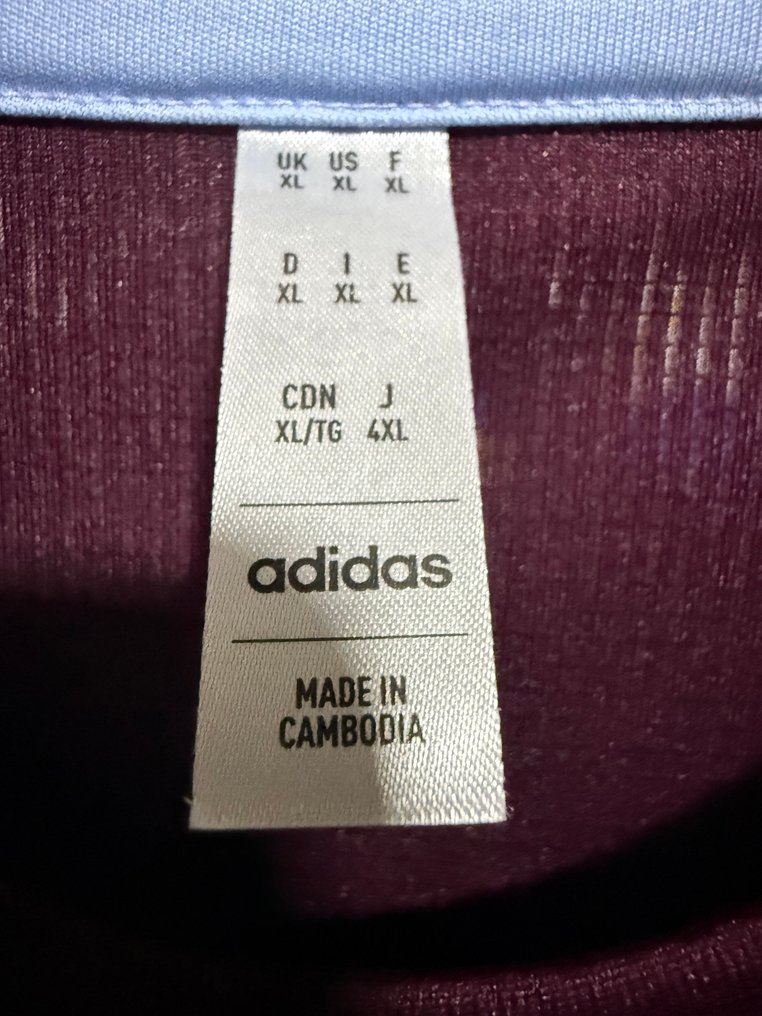 UK US F
XL XL XL
D I E
XL XL XL
CDN J
XL/TG 4XL
adidas
MADE IN
CAMBODIA